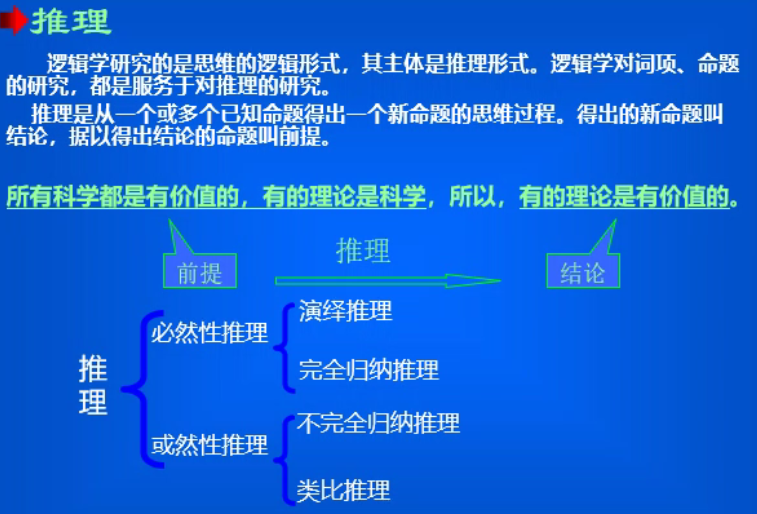 推理
逻辑学研究的是思维的逻辑形式，其主体是推理形式。逻辑学对词项、命题
的研究，都是服务于对推理的研究。
推理是从一个或多个已知命题得出一个新命题的思维过程。得出的新命题叫
结论，据以得出结论的命题叫前提。
所有科学都是有价值的，有的理论是科学，所以，有的理论是有价值的。
推理
前提
结论
演绎推理
必然性推理
完全归纳推理
推
理
不完全归纳推理
或然性推理
类比推理